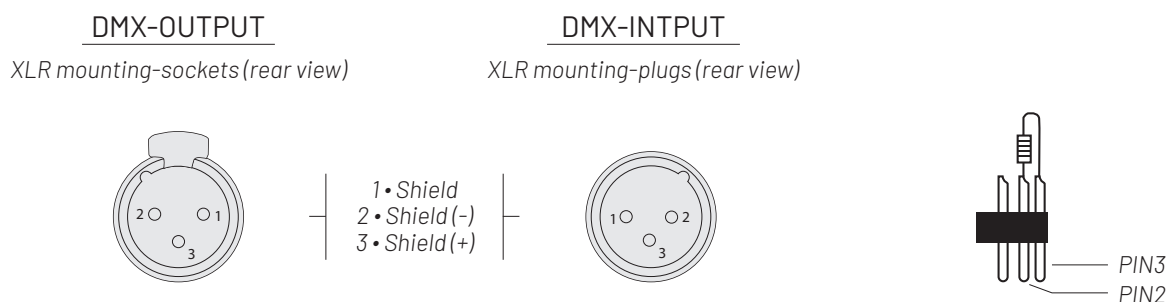 DMX-OUTPUT
XLR mounting-sockets (rear view)
2
1
3
1 • Shield
2 • Shield (-)
3 • Shield (+)
DMX-INTPUT
XLR mounting-plugs (rear view)
1
2
3
PIN3
PIN2